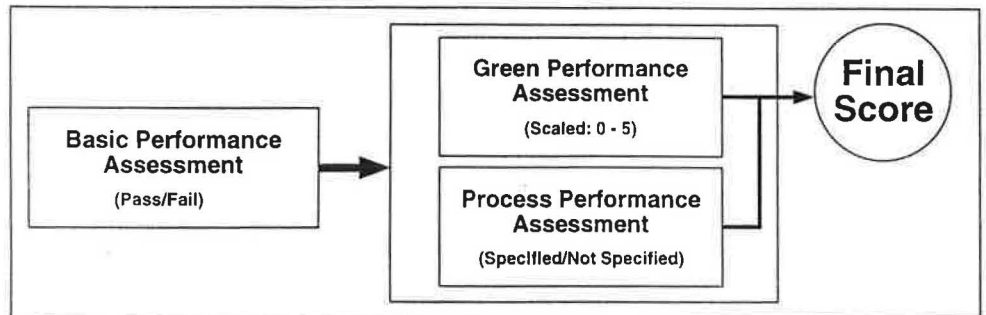 Basic Performance
Assessment
(Pass/Fail)
Green Performance
Assessment
(Scaled: 0 - 5)
Process Performance
Assessment
(Specified/Not Specified)
Final
Score